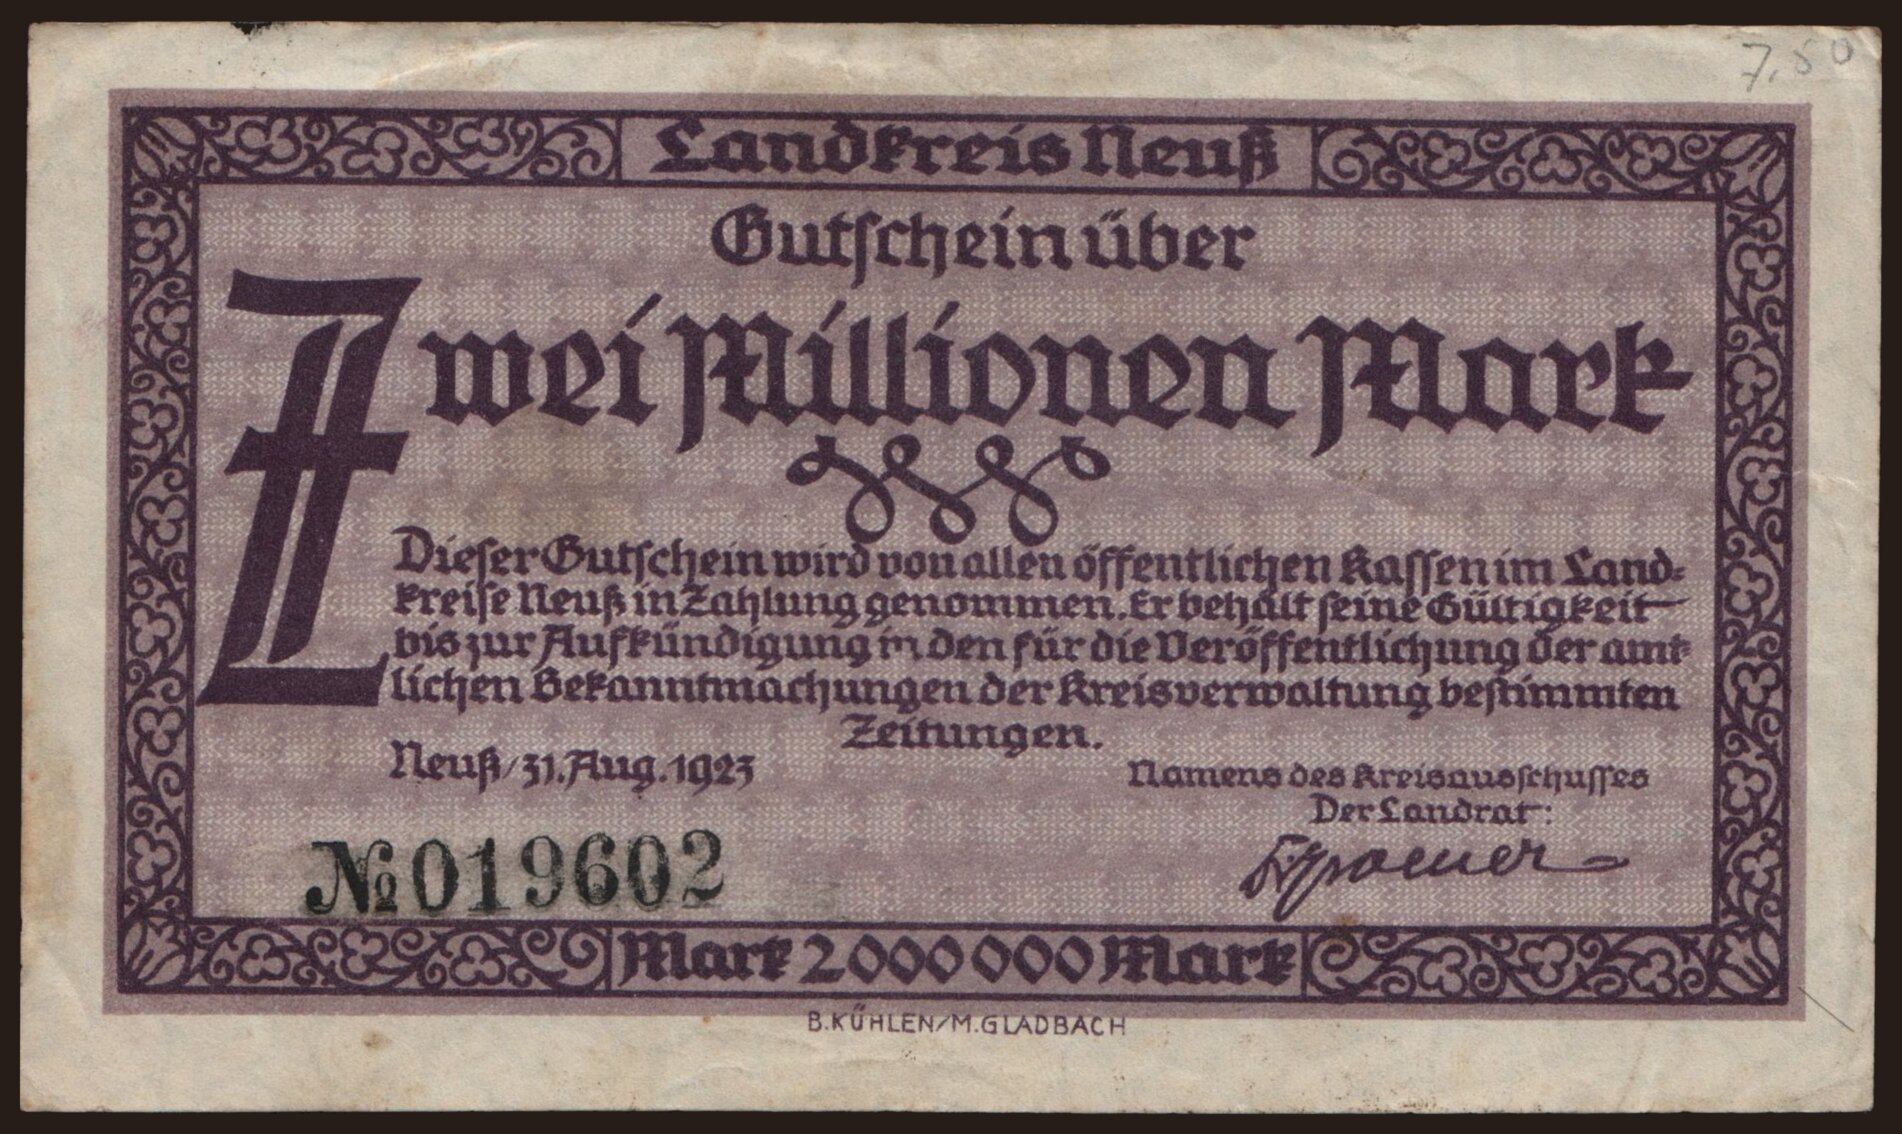 7.50
Landkreis Neuß
Gutschein über
Zwei Millionen Mark
Dieser Gutschein wird von allen öffentlichen Kassen im Land-
kreise Neuß in Zahlung genommen. Er behält seine Gültigkeit
bis zur Aufkündigung in den für die Veröffentlichung der amt-
lichen Bekanntmachungen der Kreisverwaltung bestimmten
Zeitungen.
Neuß, 31. Aug. 1923
Namens des Kreisausschusses
Der Landrat:
№ 019602
Mark 2000000 Mark
B.KÜHLEN/M.GLADBACH